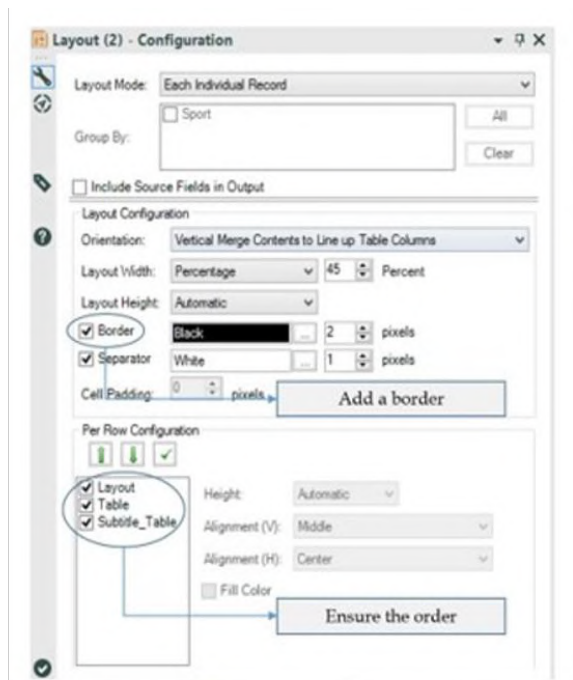 Layout (2) - Configuration
Layout Mode: Each Individual Record
Group By: Sport
All
Clear
Include Source Fields in Output
Layout Configuration
Orientation: Vertical Merge Contents to Line up Table Columns
Layout Width: Percentage 45 Percent
Layout Height: Automatic
Border Black ... 2 pixels
Separator White ... 1 pixels
Cell Padding: 0 pixels
Add a border
Per Row Configuration
Layout
Table
Subtitle_Table
Height: Automatic
Alignment (V): Middle
Alignment (H): Center
Fill Color
Ensure the order